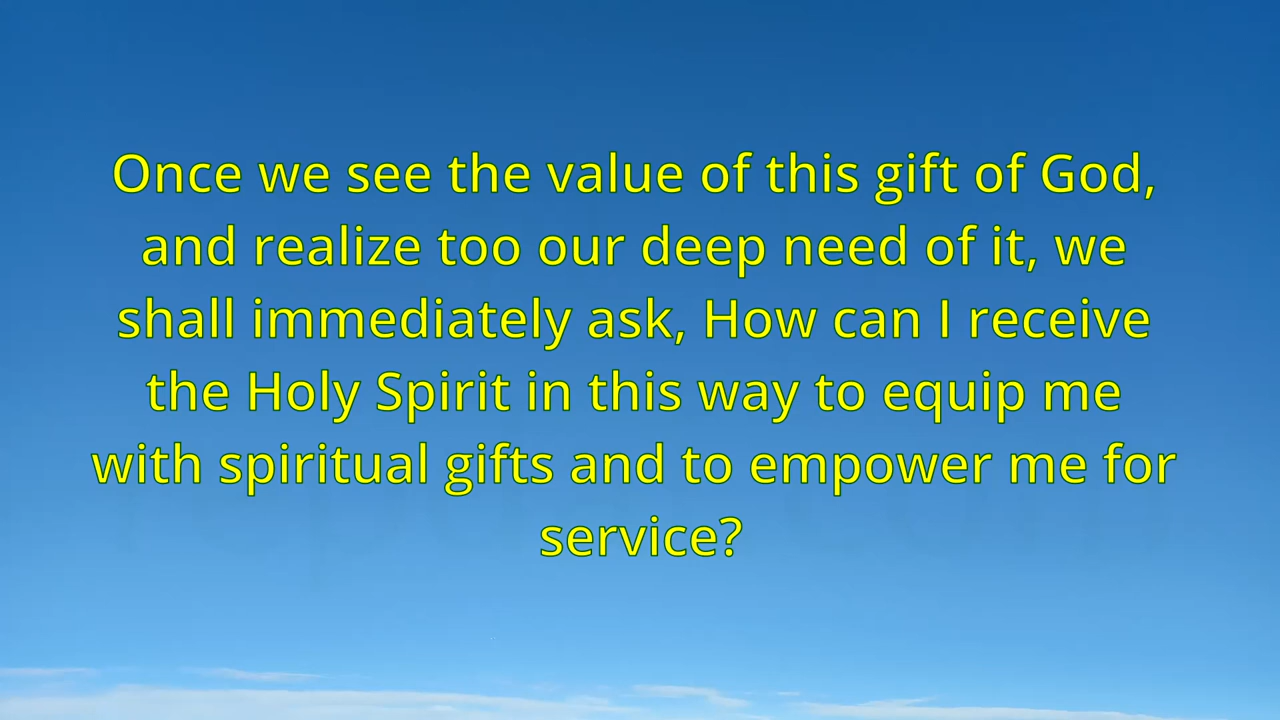 Once we see the value of this gift of God,
and realize too our deep need of it, we
shall immediately ask, How can I receive
the Holy Spirit in this way to equip me
with spiritual gifts and to empower me for
service?